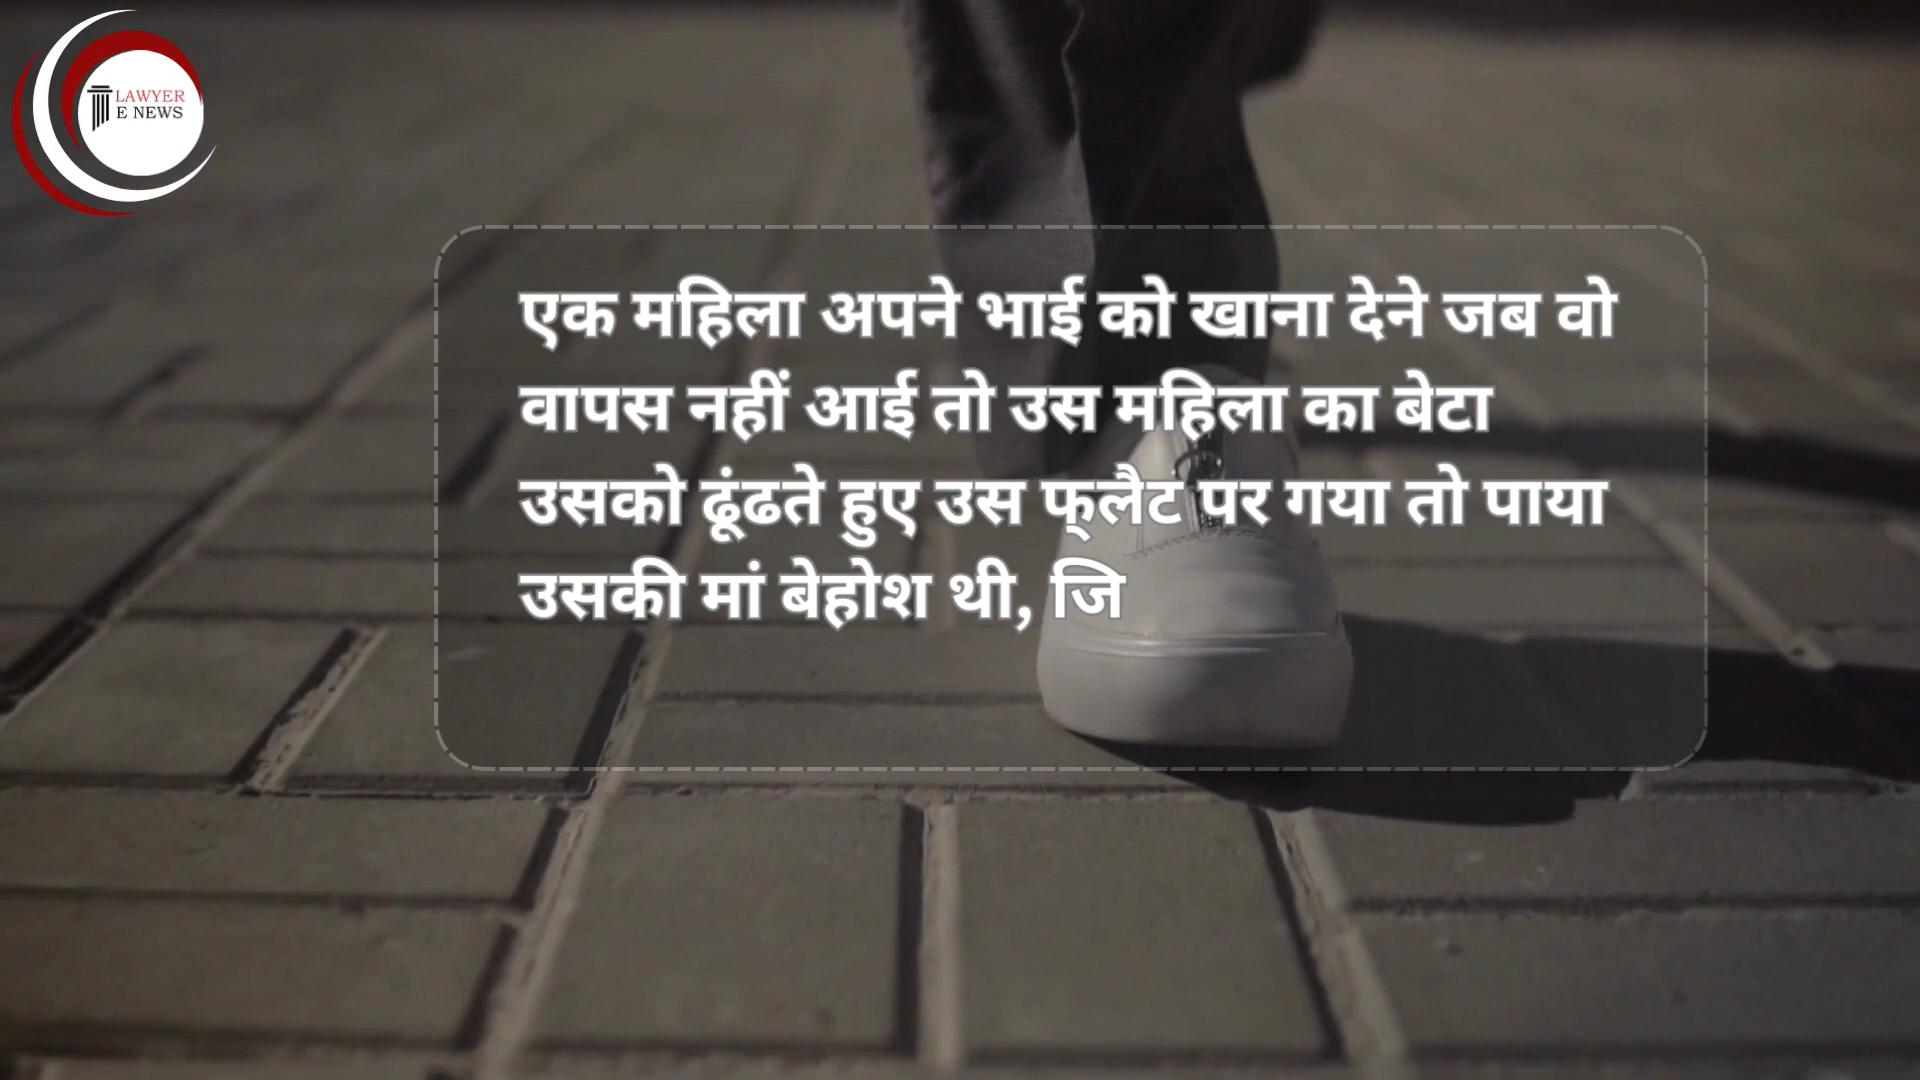 LAWYER
E NEWS
एक महिला अपने भाई को खाना देने जब वो
वापस नहीं आई तो उस महिला का बेटा
उसको ढूंढते हुए उस फ्लैट पर गया तो पाया
उसकी मां बेहोश थी, जि